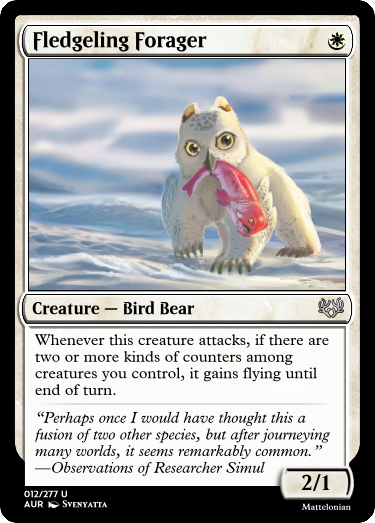 Fledgeling Forager
Creature — Bird Bear
Whenever this creature attacks, if there are
two or more kinds of counters among
creatures you control, it gains flying until
end of turn.
“Perhaps once I would have thought this a
fusion of two other species, but after journeying
many worlds, it seems remarkably common.”
—Observations of Researcher Simul
2/1
012/277 U
AUR Svenyatta
Mattelonian